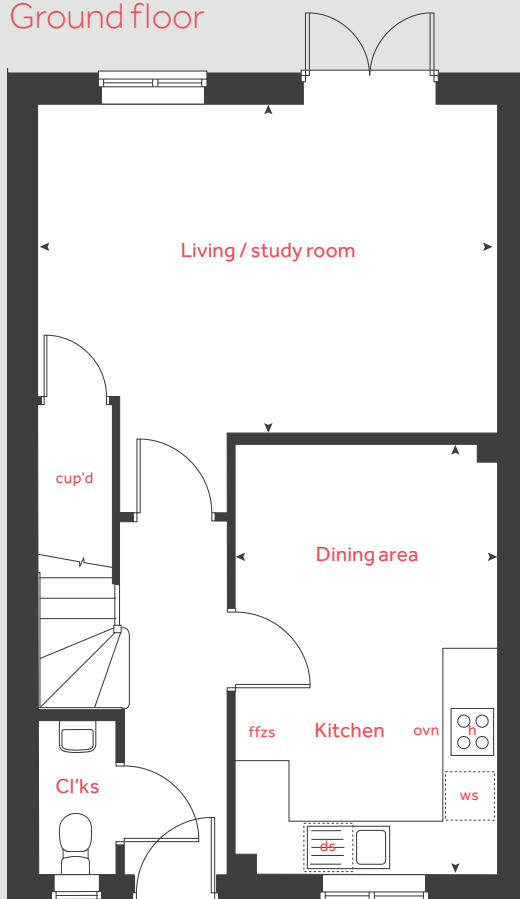 Ground floor
Living / study room
cup'd
Dining area
ffzs
Kitchen
ovn
h
Cl'ks
ws
ds